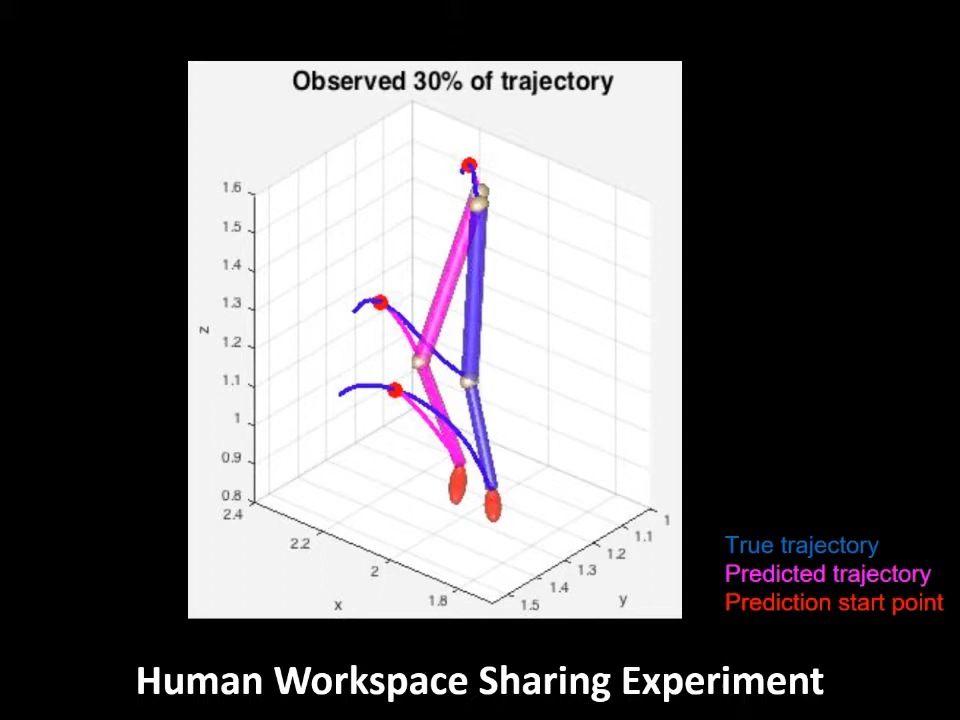 Observed 30% of trajectory
1.6
1.5
1.4
1.3
1.2
1.1
1
0.9
0.8
z
2.4
2.2
2
1.8
x
1.5
1.4
1.3
1.2
1.1
1
y
True trajectory
Predicted trajectory
Prediction start point
Human Workspace Sharing Experiment